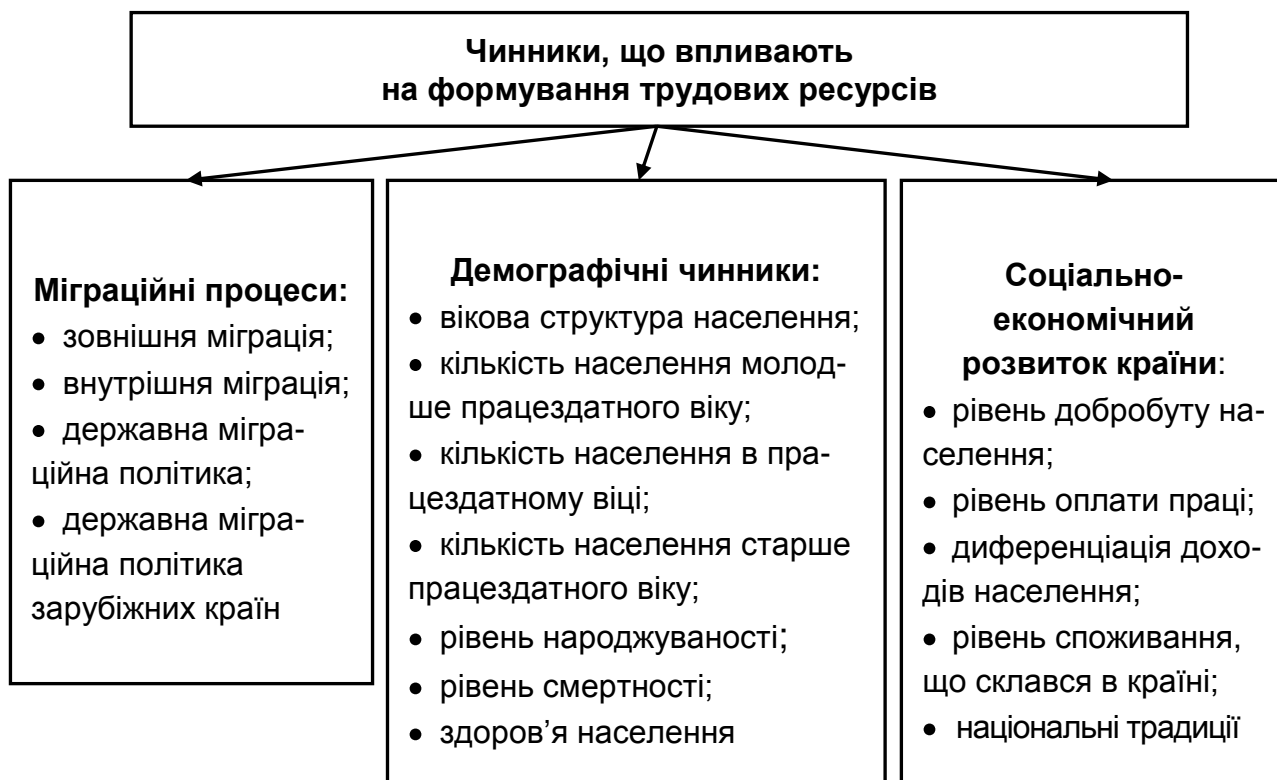 Чинники, що впливають
на формування трудових ресурсів
Міграційні процеси:
• зовнішня міграція;
• внутрішня міграція;
• державна мігра-
ційна політика;
• державна мігра-
ційна політика
зарубіжних країн
Демографічні чинники:
• вікова структура населення;
• кількість населення молод-
ше працездатного віку;
• кількість населення в пра-
цездатному віці;
• кількість населення старше
працездатного віку;
• рівень народжуваності;
• рівень смертності;
• здоров’я населення
Соціально-
економічний
розвиток країни:
• рівень добробуту на-
селення;
• рівень оплати праці;
• диференціація дохо-
дів населення;
• рівень споживання,
що склався в країні;
• національні традиції